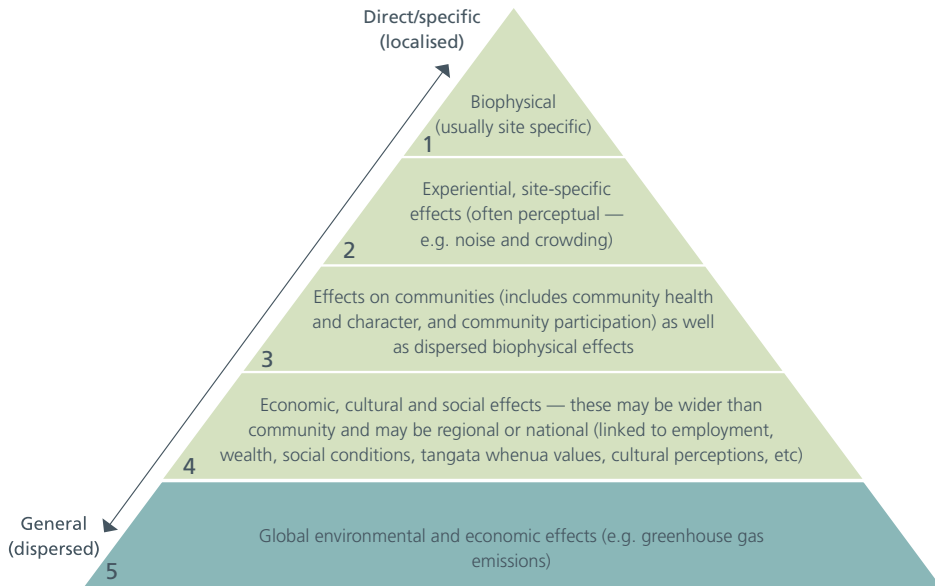 Direct/specific
(localised)
Biophysical
(usually site specific)
1
Experiential, site-specific
effects (often perceptual —
e.g. noise and crowding)
2
Effects on communities (includes community health
and character, and community participation) as well
as dispersed biophysical effects
3
Economic, cultural and social effects — these may be wider than
community and may be regional or national (linked to employment,
wealth, social conditions, tangata whenua values, cultural perceptions, etc)
4
General
(dispersed)
Global environmental and economic effects (e.g. greenhouse gas
emissions)
5